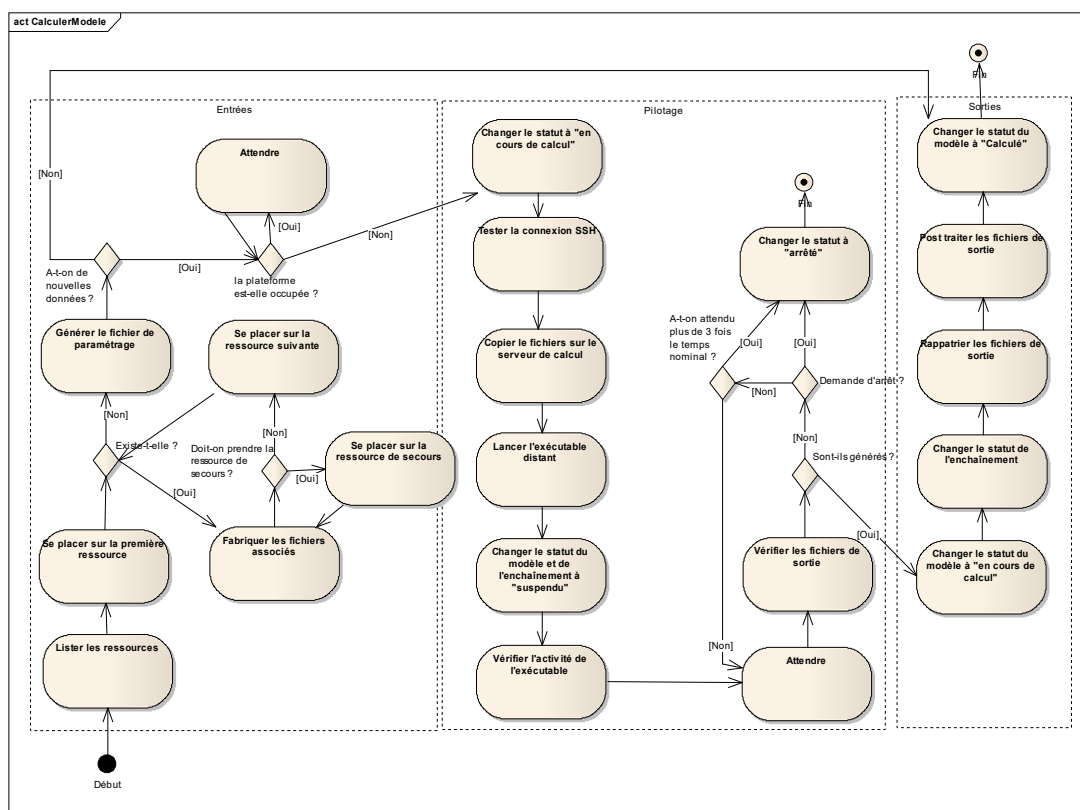 act CalculerModele
Fin
Entrées
Pilotage
Sorties
Attendre
[Oui]
[Non]
[Non]
[Oui]
A-t-on de
nouvelles
données ?
la plateforme
est-elle occupée ?
Générer le fichier de
paramétrage
Se placer sur la
ressource suivante
[Non]
Existe-t-elle ?
[Oui]
Doit-on prendre la
ressource de
secours ?
[Non]
[Oui]
Se placer sur la
ressource de secours
Se placer sur la première
ressource
Fabriquer les fichiers
associés
Lister les ressources
Début
Changer le statut à "en
cours de calcul"
Tester la connexion SSH
Copier le fichiers sur le
serveur de calcul
Lancer l'exécutable
distant
Changer le statut du
modèle et de
l'enchaînement à
"suspendu"
Vérifier l'activité de
l'exécutable
Fin
Changer le statut à
"arrêté"
A-t-on attendu
plus de 3 fois
le temps
nominal ?
[Oui]
[Oui]
[Non]
Demande d'arrêt ?
[Non]
Sont-ils générés ?
[Oui]
Vérifier les fichiers de
sortie
[Non]
Attendre
Changer le statut du
modèle à "Calculé"
Post traiter les fichiers de
sortie
Rappatrier les fichiers de
sortie
Changer le statut de
l'enchaînement
Changer le statut du
modèle à "en cours de
calcul"